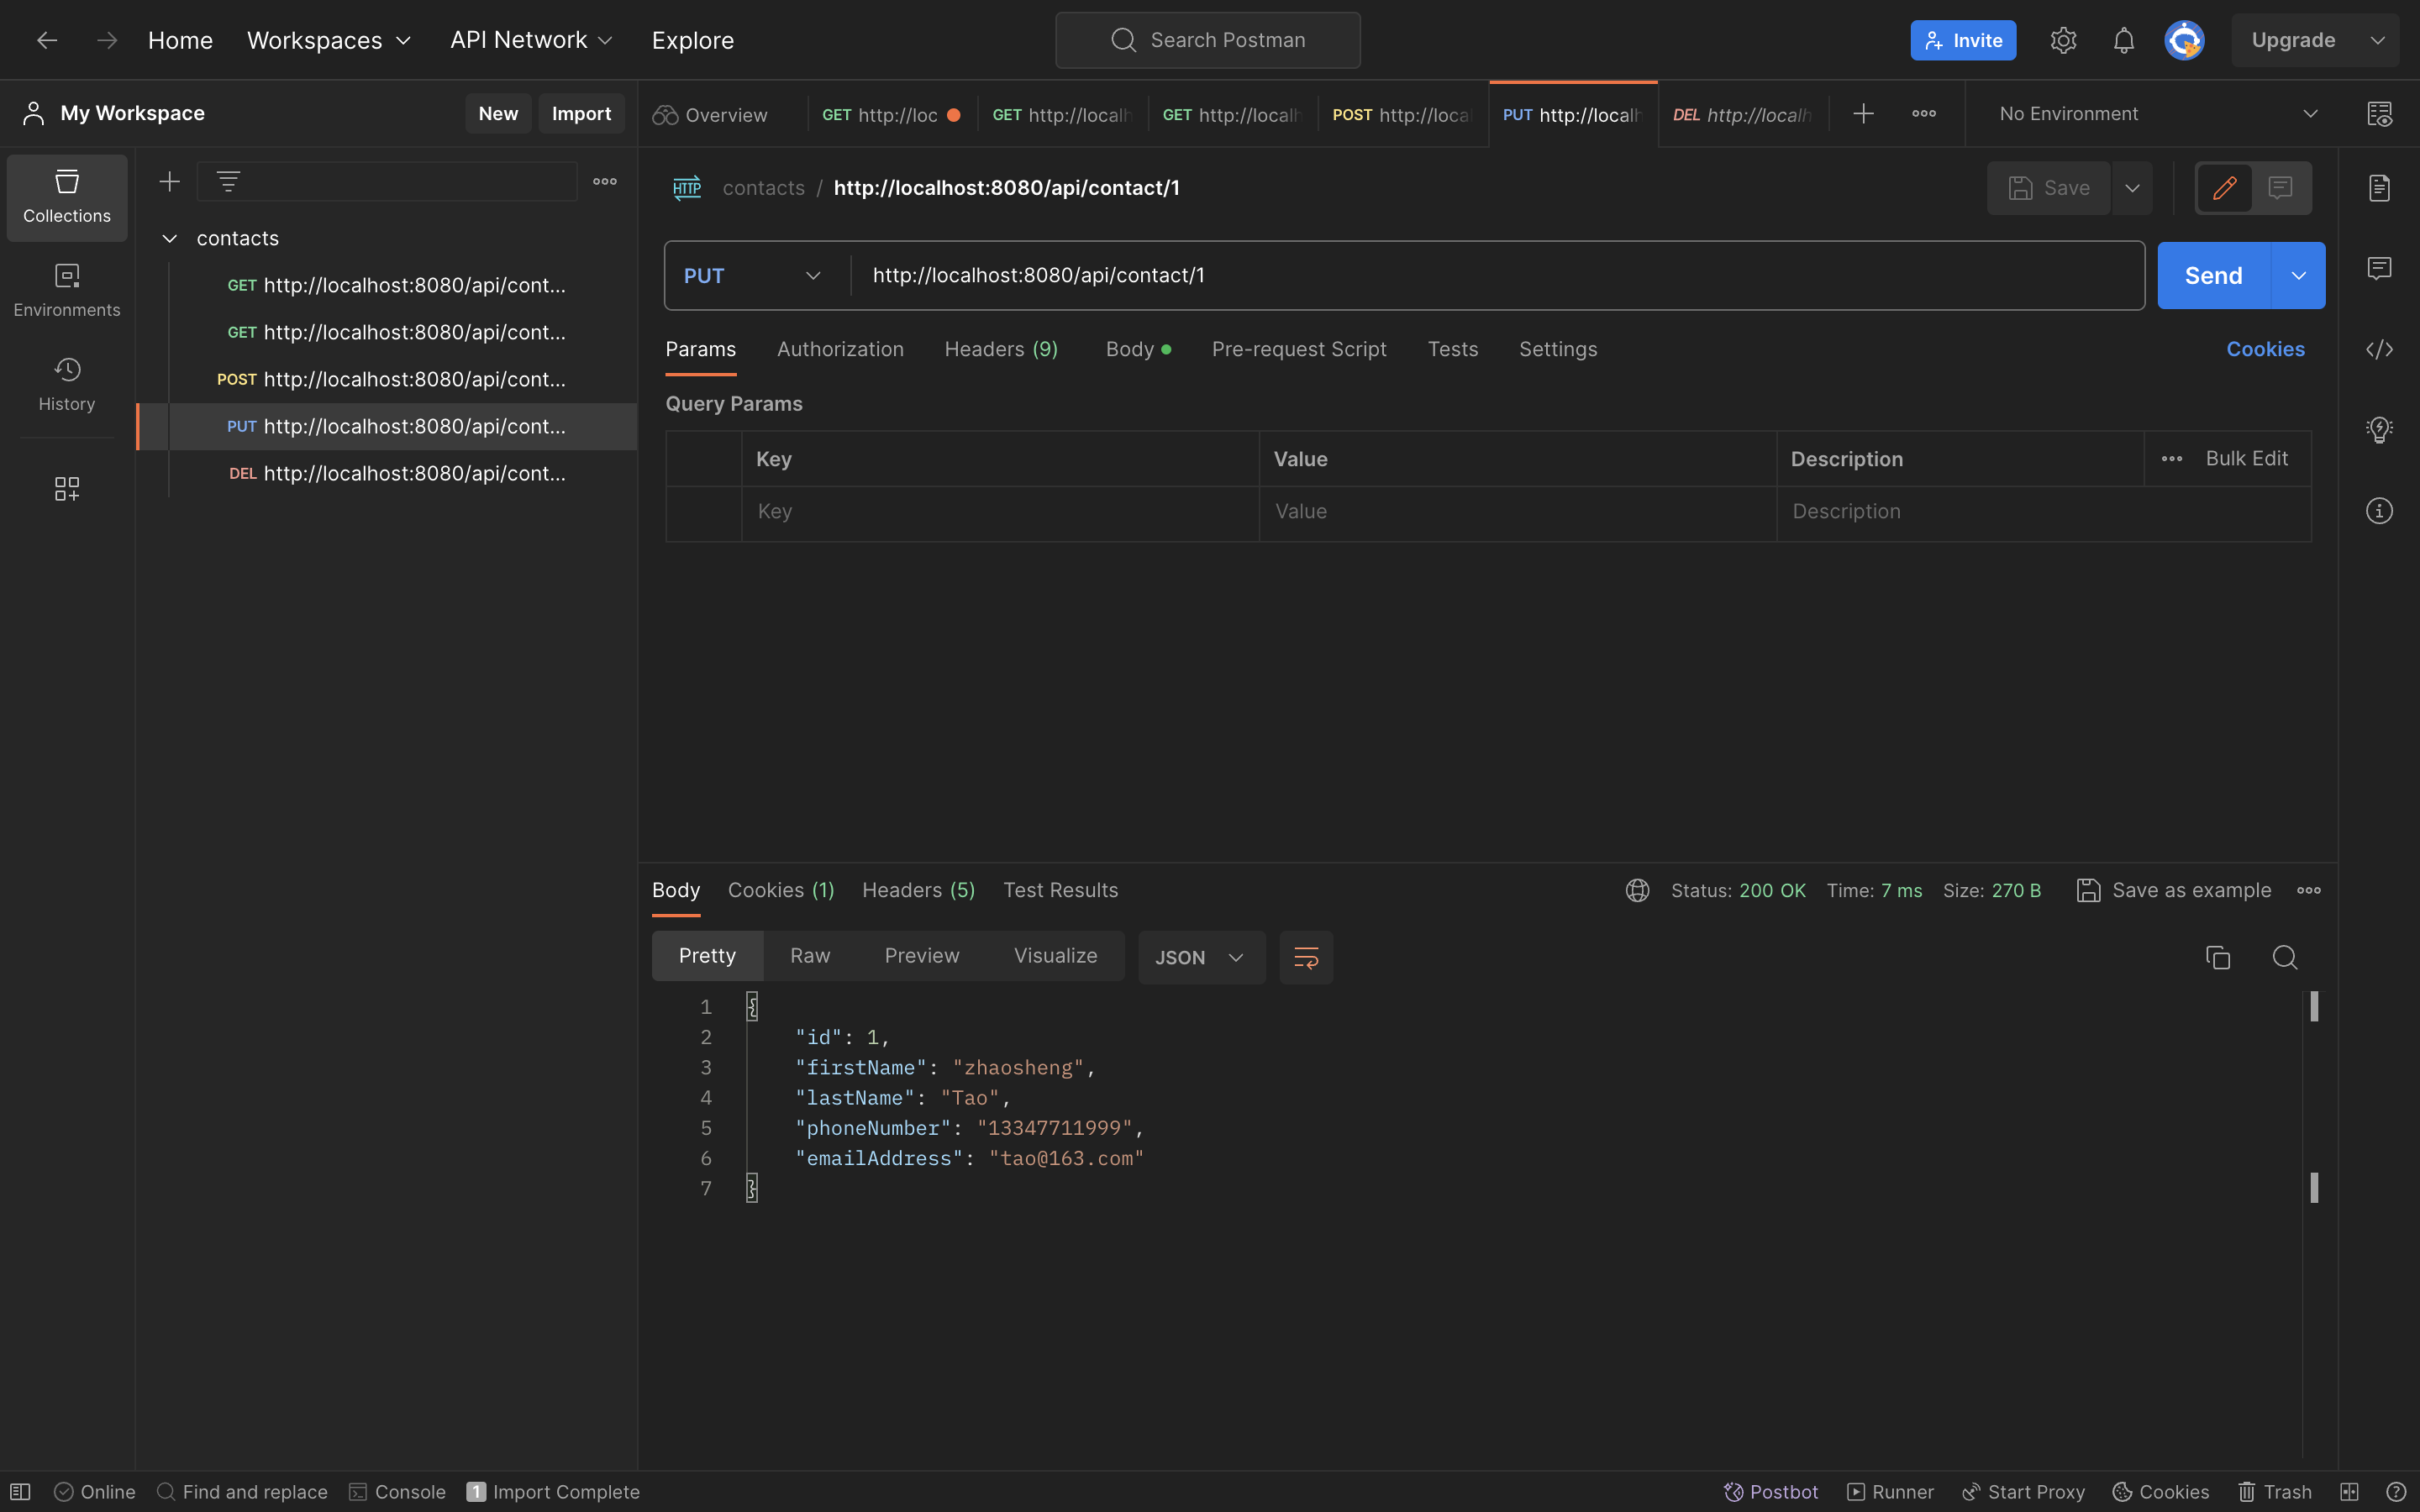 Home Workspaces API Network Explore Search Postman Invite Upgrade
My Workspace New Import
Overview GET http://loc GET http://localh GET http://localh POST http://loca PUT http://localh DEL http://localh No Environment
Collections
Environments
History
contacts
GET http://localhost:8080/api/cont...
GET http://localhost:8080/api/cont...
POST http://localhost:8080/api/cont...
PUT http://localhost:8080/api/cont...
DEL http://localhost:8080/api/cont...
HTTP contacts / http://localhost:8080/api/contact/1 Save
PUT http://localhost:8080/api/contact/1 Send
Params Authorization Headers (9) Body Pre-request Script Tests Settings Cookies
Query Params
Key Value Description Bulk Edit
Key Value Description
Body Cookies (1) Headers (5) Test Results Status: 200 OK Time: 7 ms Size: 270 B Save as example
Pretty Raw Preview Visualize JSON
1 {
2 "id": 1,
3 "firstName": "zhaosheng",
4 "lastName": "Tao",
5 "phoneNumber": "13347711999",
6 "emailAddress": "tao@163.com"
7 }
Online Find and replace Console 1 Import Complete Postbot Runner Start Proxy Cookies Trash